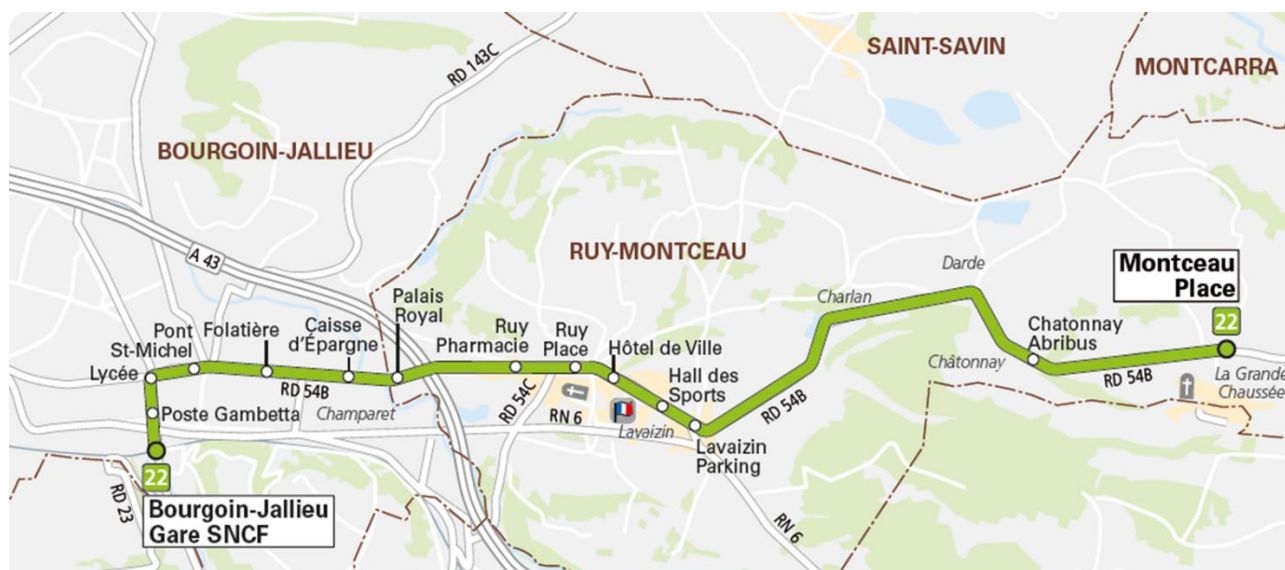 SAINT-SAVIN
MONTCARRA
RD 143C
BOURGOIN-JALLIEU
RUY-MONTCEAU
A 43
Darde
Montceau
Place
22
Charlan
Palais
Royal
Pont
St-Michel
Folatière
Caisse
d'Épargne
Ruy
Pharmacie
Ruy
Place
Hôtel de Ville
Chatonnay
Abribus
Lycée
RD 54B
Champaret
RD 54C
Hall des
Sports
Châtonnay
RD 54B
La Grande
Chaussée
Poste Gambetta
RN 6
Lavaizin
RD 54B
Lavaizin
Parking
22
RD 23
Bourgoin-Jallieu
Gare SNCF
RN 6